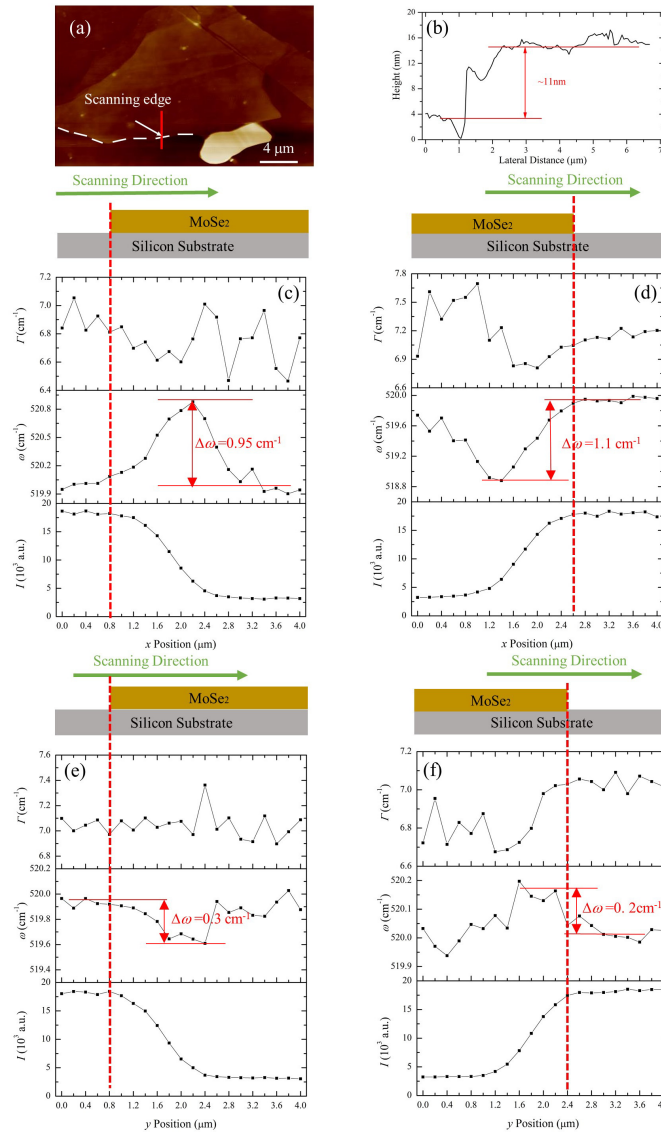 (a)
Scanning edge
4 μm
(b)
Height (nm)
16
12
8
4
0
~11nm
0 1 2 3 4 5 6 7
Lateral Distance (μm)
Scanning Direction
MoSe2
Silicon Substrate
(c)
Γ (cm-1)
7.2
7.0
6.8
6.6
6.4
ω (cm-1)
520.8
520.5
520.2
519.9
Δω=0.95 cm-1
I (10³ a.u.)
20
15
10
5
0
0.0 0.4 0.8 1.2 1.6 2.0 2.4 2.8 3.2 3.6 4.0
x Position (μm)
Scanning Direction
MoSe2
Silicon Substrate
(d)
Γ (cm-1)
7.8
7.5
7.2
6.9
6.6
ω (cm-1)
520.0
519.6
519.2
518.8
Δω=1.1 cm-1
I (10³ a.u.)
20
15
10
5
0
0.0 0.4 0.8 1.2 1.6 2.0 2.4 2.8 3.2 3.6 4.0
x Position (μm)
Scanning Direction
MoSe2
Silicon Substrate
(e)
Γ (cm-1)
7.6
7.4
7.2
7.0
6.8
ω (cm-1)
520.2
520.0
519.8
519.6
519.4
Δω=0.3 cm-1
I (10³ a.u.)
20
15
10
5
0
0.0 0.4 0.8 1.2 1.6 2.0 2.4 2.8 3.2 3.6 4.0
y Position (μm)
Scanning Direction
MoSe2
Silicon Substrate
(f)
Γ (cm-1)
7.2
7.0
6.8
6.6
ω (cm-1)
520.2
520.1
520.0
519.9
Δω=0. 2cm-1
I (10³ a.u.)
20
15
10
5
0
0.0 0.4 0.8 1.2 1.6 2.0 2.4 2.8 3.2 3.6 4.0
y Position (μm)